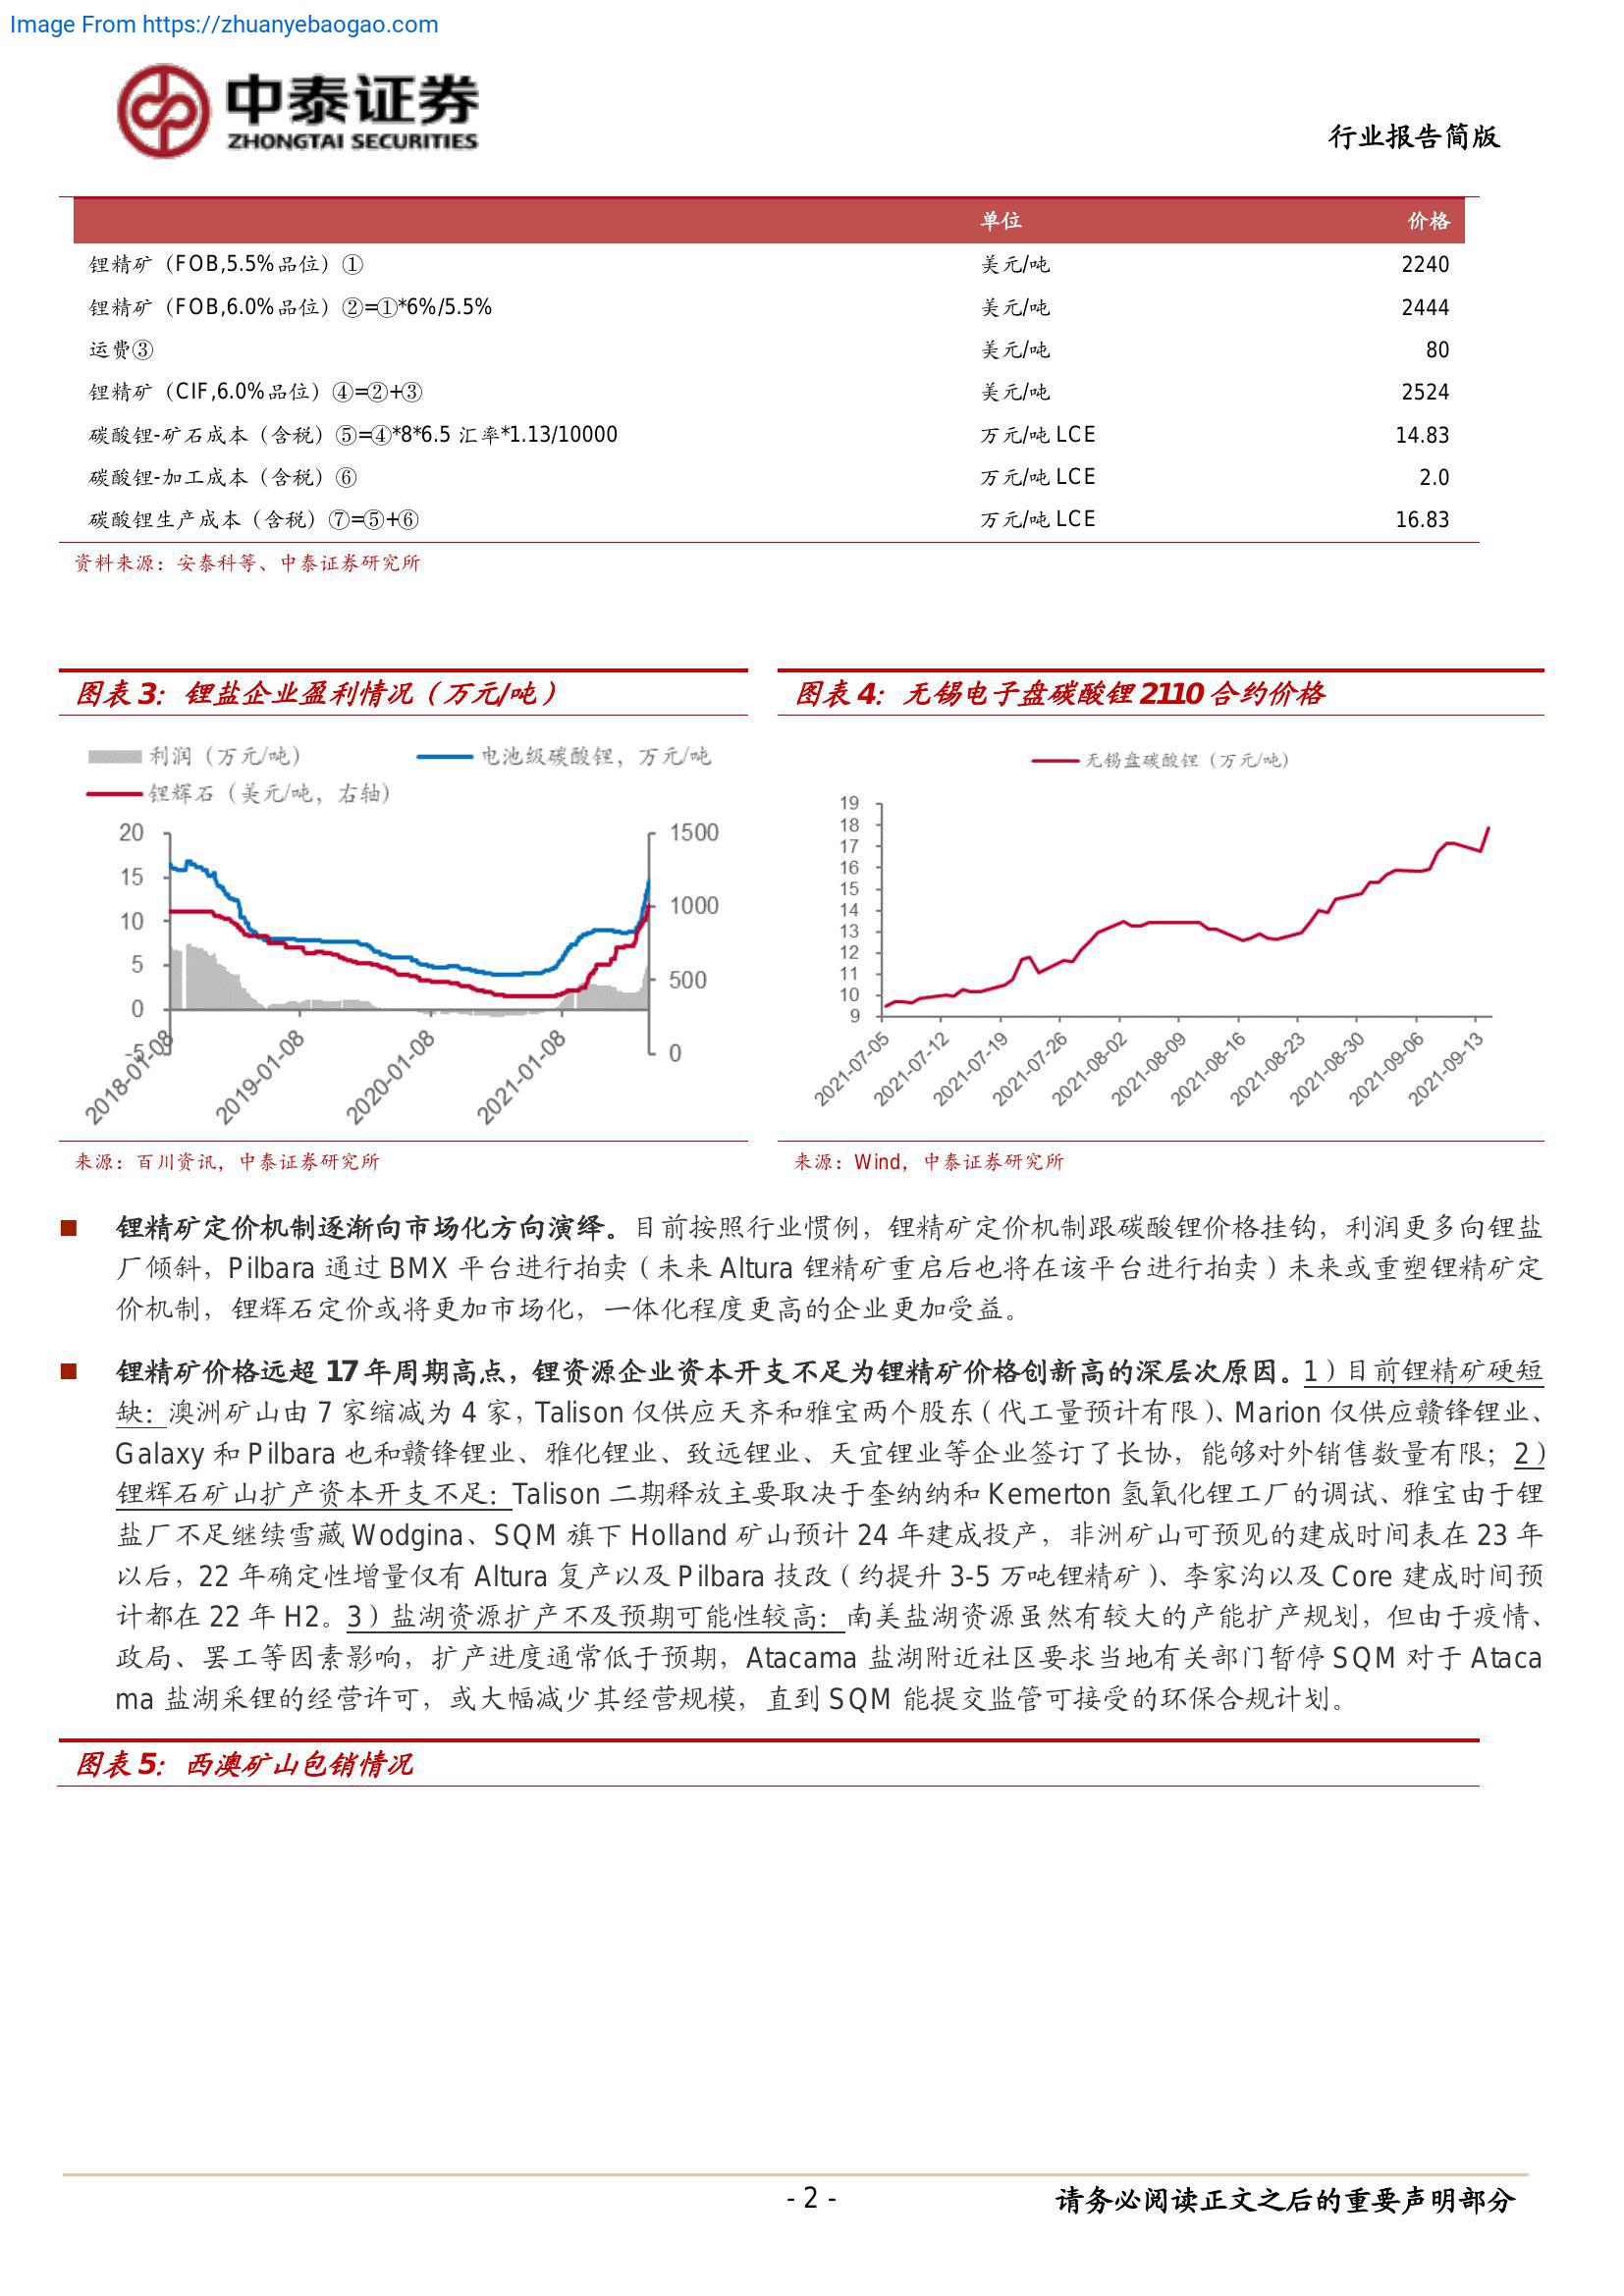 Image From https://zhuanyebaogao.com
中泰证券
ZHONGTAI SECURITIES
行业报告简版
单位 价格
锂精矿（FOB,5.5%品位）① 美元/吨 2240
锂精矿（FOB,6.0%品位）②=①*6%/5.5% 美元/吨 2444
运费③ 美元/吨 80
锂精矿（CIF,6.0%品位）④=②+③ 美元/吨 2524
碳酸锂-矿石成本（含税）⑤=④*8*6.5 汇率*1.13/10000 万元/吨 LCE 14.83
碳酸锂-加工成本（含税）⑥ 万元/吨 LCE 2.0
碳酸锂生产成本（含税）⑦=⑤+⑥ 万元/吨 LCE 16.83
资料来源：安泰科等、中泰证券研究所
图表 3：锂盐企业盈利情况（万元/吨）
利润（万元/吨） 电池级碳酸锂，万元/吨
锂辉石（美元/吨，右轴）
20
15
10
5
0
-5
1500
1000
500
0
2018-01-08 2019-01-08 2020-01-08 2021-01-08
来源：百川资讯，中泰证券研究所
图表 4：无锡电子盘碳酸锂 2110 合约价格
无锡盘碳酸锂（万元/吨）
19
18
17
16
15
14
13
12
11
10
9
2021-07-05 2021-07-12 2021-07-19 2021-07-26 2021-08-02 2021-08-09 2021-08-16 2021-08-23 2021-08-30 2021-09-06 2021-09-13
来源：Wind，中泰证券研究所
锂精矿定价机制逐渐向市场化方向演绎。目前按照行业惯例，锂精矿定价机制跟碳酸锂价格挂钩，利润更多向锂盐
厂倾斜，Pilbara 通过 BMX 平台进行拍卖（未来 Altura 锂精矿重启后也将在该平台进行拍卖）未来或重塑锂精矿定
价机制，锂辉石定价或将更加市场化，一体化程度更高的企业更加受益。
锂精矿价格远超 17 年周期高点，锂资源企业资本开支不足为锂精矿价格创新高的深层次原因。1）目前锂精矿硬短
缺：澳洲矿山由 7 家缩减为 4 家，Talison 仅供应天齐和雅宝两个股东（代工量预计有限）、Marion 仅供应赣锋锂业、
Galaxy 和 Pilbara 也和赣锋锂业、雅化锂业、致远锂业、天宜锂业等企业签订了长协，能够对外销售数量有限；2）
锂辉石矿山扩产资本开支不足：Talison 二期释放主要取决于奎纳纳和 Kemerton 氢氧化锂工厂的调试、雅宝由于锂
盐厂不足继续雪藏 Wodgina、SQM 旗下 Holland 矿山预计 24 年建成投产，非洲矿山可预见的建成时间表在 23 年
以后，22 年确定性增量仅有 Altura 复产以及 Pilbara 技改（约提升 3-5 万吨锂精矿）、李家沟以及 Core 建成时间预
计都在 22 年 H2。3）盐湖资源扩产不及预期可能性较高：南美盐湖资源虽然有较大的产能扩产规划，但由于疫情、
政局、罢工等因素影响，扩产进度通常低于预期，Atacama 盐湖附近社区要求当地有关部门暂停 SQM 对于 Ataca
ma 盐湖采锂的经营许可，或大幅减少其经营规模，直到 SQM 能提交监管可接受的环保合规计划。
图表 5：西澳矿山包销情况
- 2 -
请务必阅读正文之后的重要声明部分